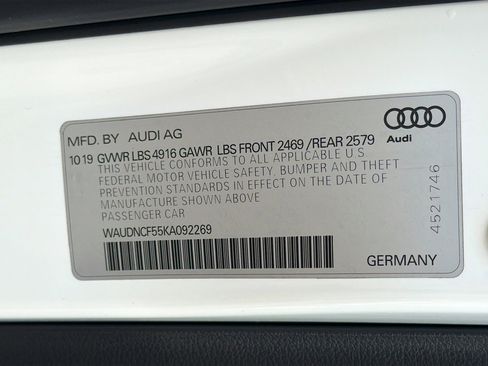 MFD. BY AUDI AG
10 19 GVWR LBS 4916 GAWR LBS FRONT 2469 /REAR 2579
THIS VEHICLE CONFORMS TO ALL APPLICABLE U.S.
FEDERAL MOTOR VEHICLE SAFETY, BUMPER AND THEFT
PREVENTION STANDARDS IN EFFECT ON THE DATE OF
MANUFACTURE SHOWN ABOVE
PASSENGER CAR
WAUDNCF55KA092269
GERMANY
Audi
4521746